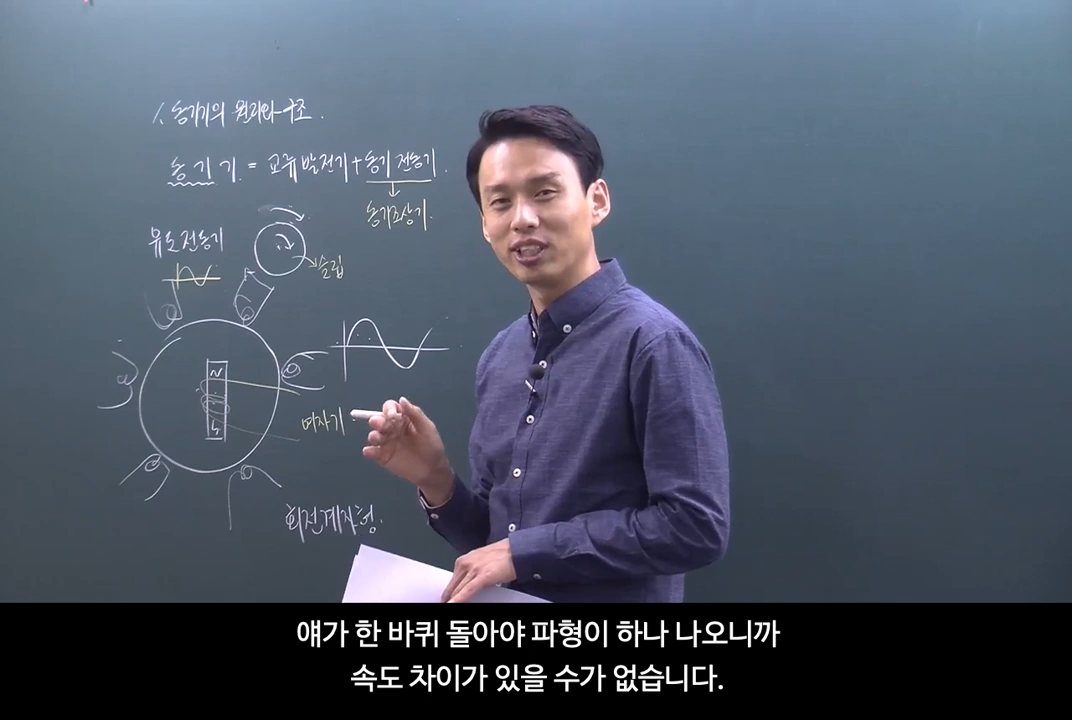 1. 동기기의 원리와 구조.
동기기 = 교류발전기 + 동기전동기.
동기조상기.
유도전동기
슬립
N
S
여자기
회전계자형.
얘가 한 바퀴 돌아야 파형이 하나 나오니까
속도 차이가 있을 수가 없습니다.